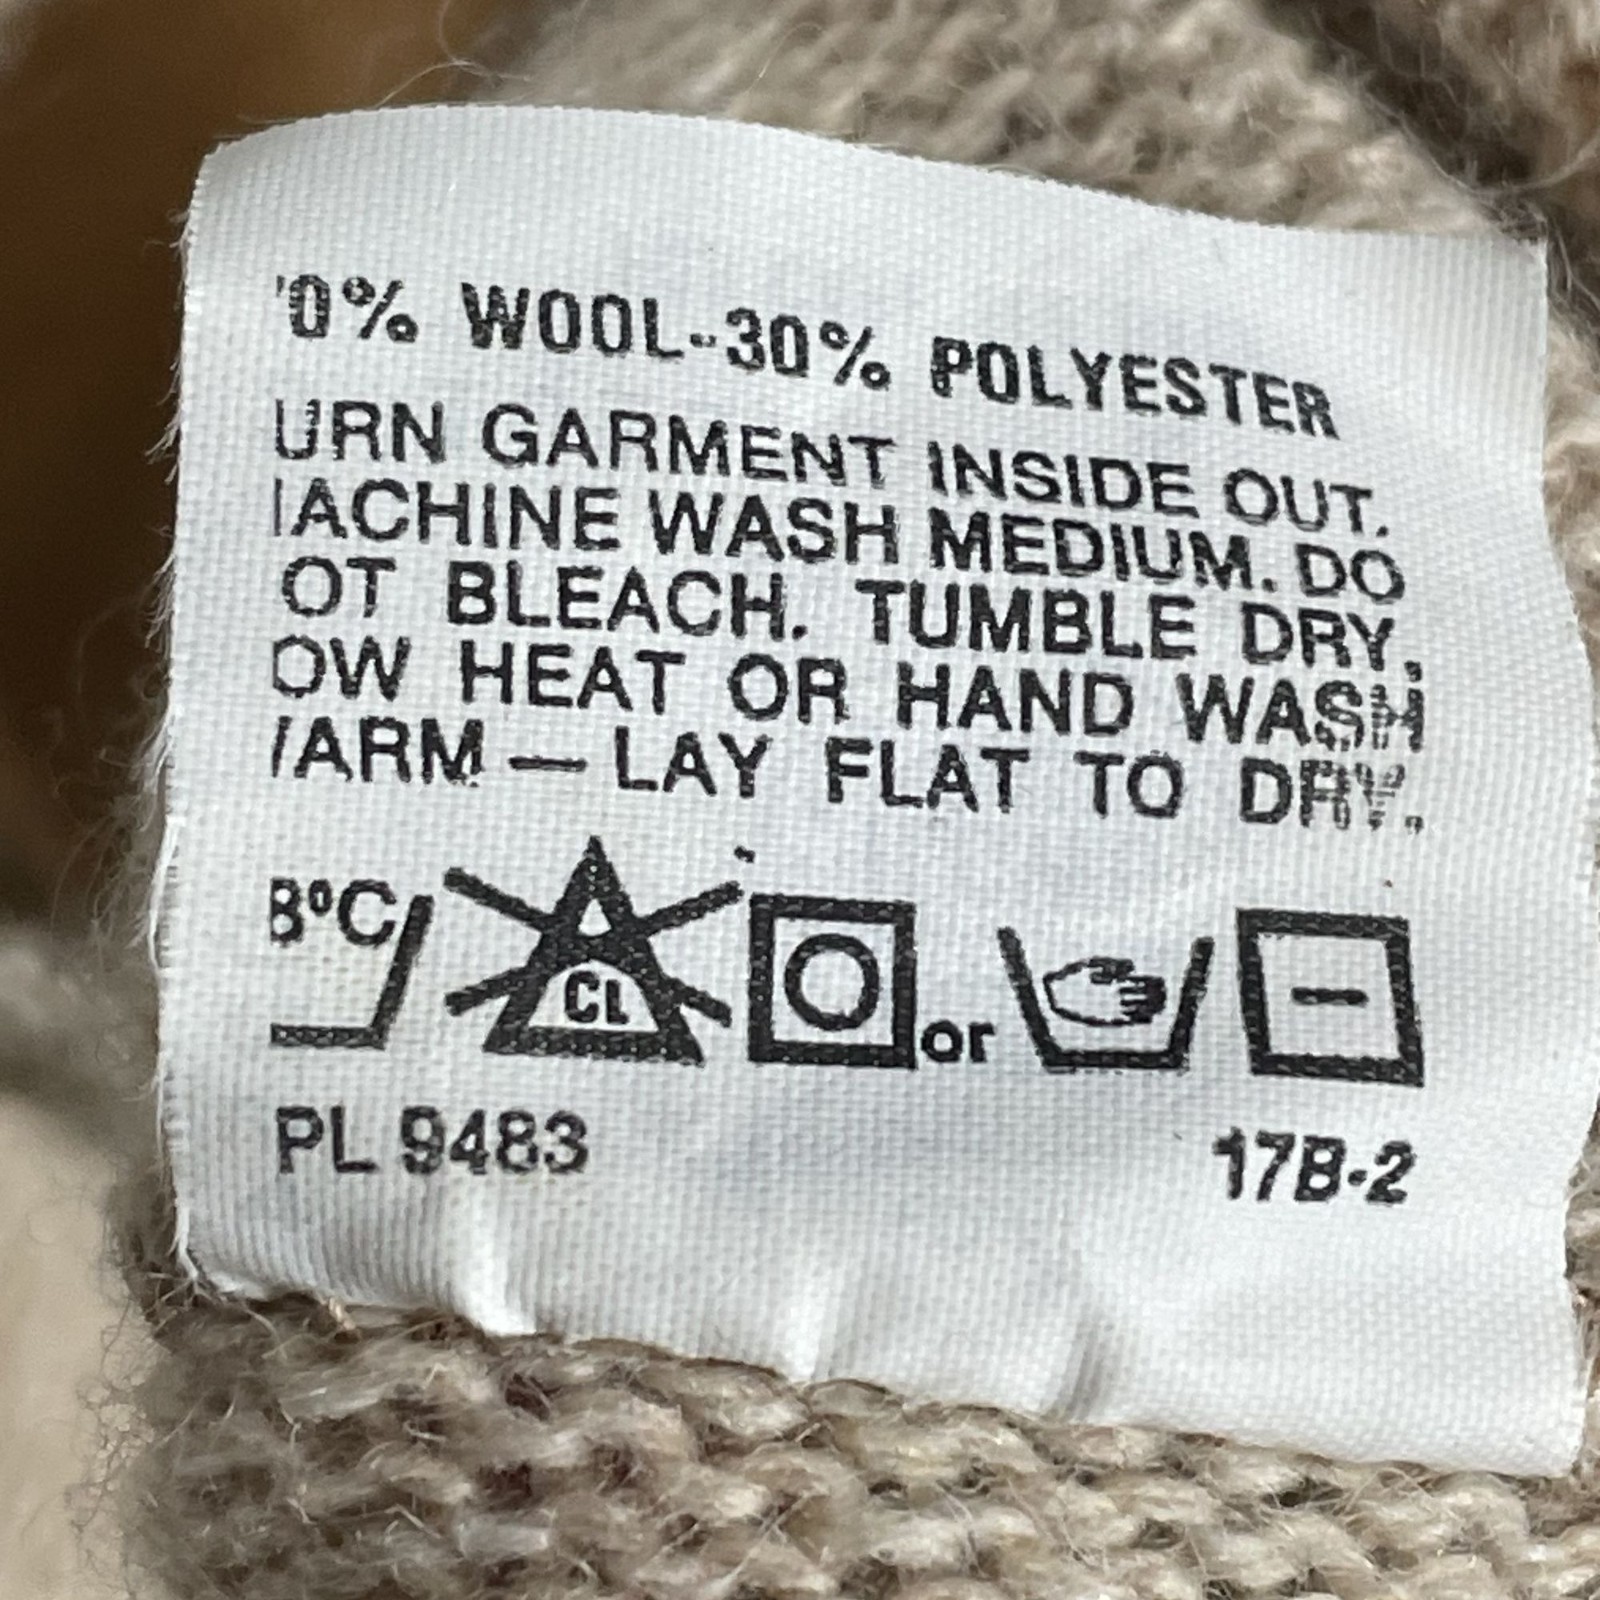 '0% WOOL--30% POLYESTER
URN GARMENT INSIDE OUT.
IACHINE WASH MEDIUM. DO
OT BLEACH. TUMBLE DRY,
OW HEAT OR HAND WASH
/ARM — LAY FLAT TO DRY.
8°C CL or
PL 9483 17B-2